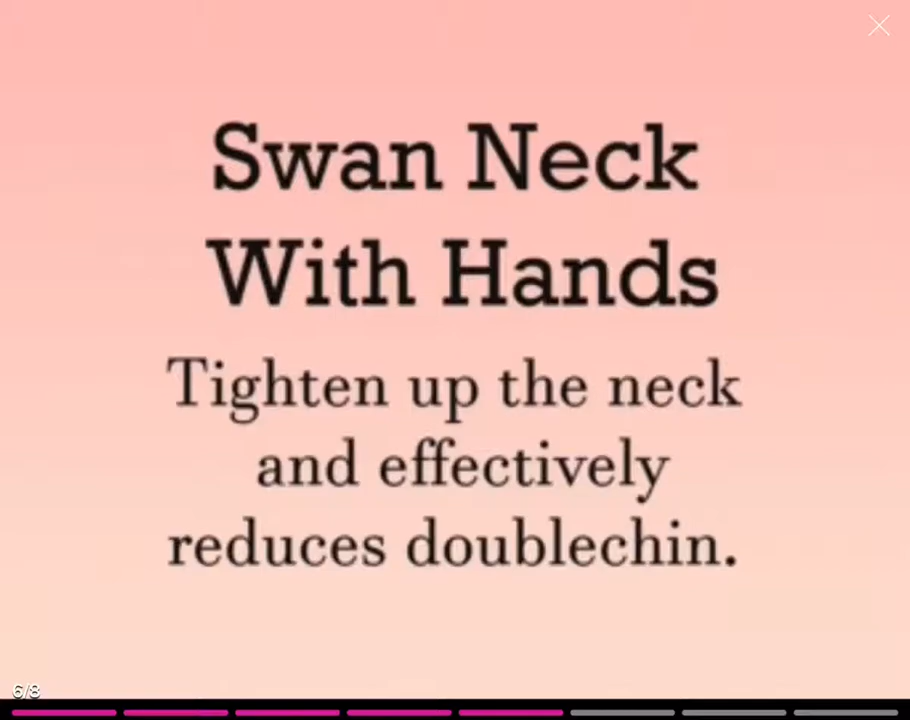 Swan Neck
With Hands
Tighten up the neck
and effectively
reduces doublechin.
6/8